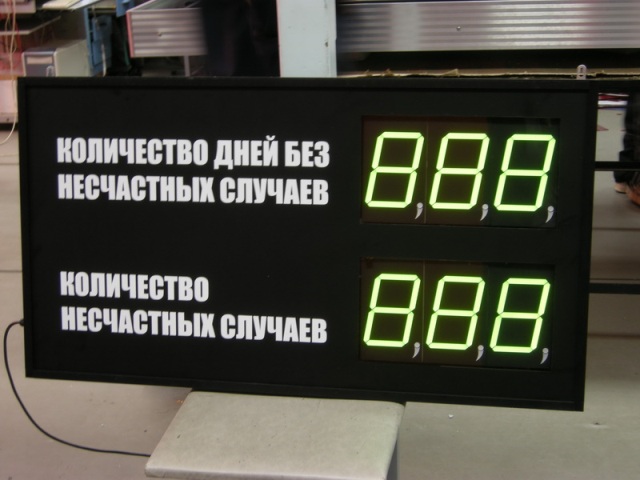 КОЛИЧЕСТВО ДНЕЙ БЕЗ
НЕСЧАСТНЫХ СЛУЧАЕВ
888
КОЛИЧЕСТВО
НЕСЧАСТНЫХ СЛУЧАЕВ
888